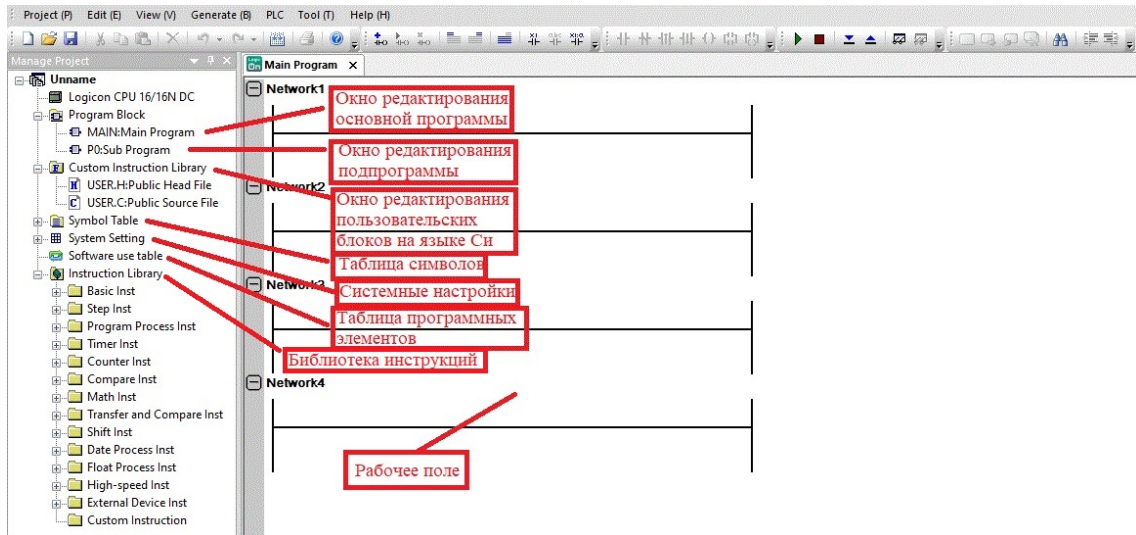 Project (P) Edit (E) View (V) Generate (B) PLC Tool (T) Help (H)
Manage Project
Main Program
Unname
Logicon CPU 16/16N DC
Program Block
MAIN:Main Program
P0:Sub Program
Custom Instruction Library
USER.H:Public Head File
USER.C:Public Source File
Symbol Table
System Setting
Software use table
Instruction Library
Basic Inst
Step Inst
Program Process Inst
Timer Inst
Counter Inst
Compare Inst
Math Inst
Transfer and Compare Inst
Shift Inst
Date Process Inst
Float Process Inst
High-speed Inst
External Device Inst
Custom Instruction
Network1
Окно редактирования
основной программы
Окно редактирования
подпрограммы
Network2
Окно редактирования
пользовательских
блоков на языке Си
Таблица символов
Network3
Системные настройки
Таблица программных
элементов
Библиотека инструкций
Network4
Рабочее поле